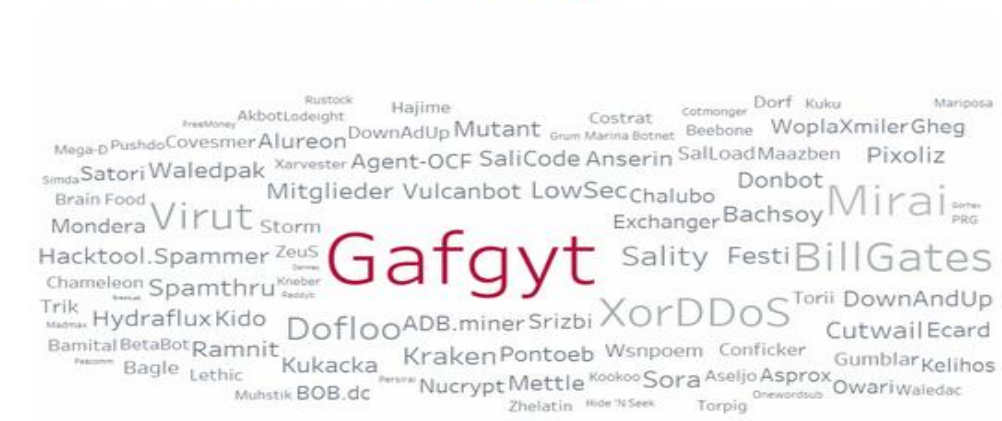 Rustock Hajime Dorf Kuku Mariposa
FreeMoney AkbotLodeight Costrat Cotmonger
Mega-D Pushdo Covesmer Alureon DownAdUp Mutant Grum Marina Botnet Beebone WoplaXmiler Gheg
Simda Satori Waledpak Xarvester Agent-OCF SaliCode Anserin SalLoad Maazben Pixoliz
Brain Food Mitglieder Vulcanbot LowSec Chalubo Donbot Mirai
Mondera Virut Storm Exchanger Bachsoy PRG
Hacktool.Spammer ZeuS Gafgyt Sality Festi BillGates
Chameleon Spamthru Kneber
Trik XorDDoS Torii DownAndUp
Madmax Hydraflux Kido Dofloo ADB.miner Srizbi Cutwail Ecard
Bamital BetaBot Ramnit Kraken Pontoeb Wsnpoem Conficker Gumblar Kelihos
Bagle Lethic Kukacka Persirai Nucrypt Mettle Kookoo Sora Aseljo Asprox Owari Waledac
Muhstik BOB.dc Onewordsub
Zhelatin Hide 'N Seek Torpig